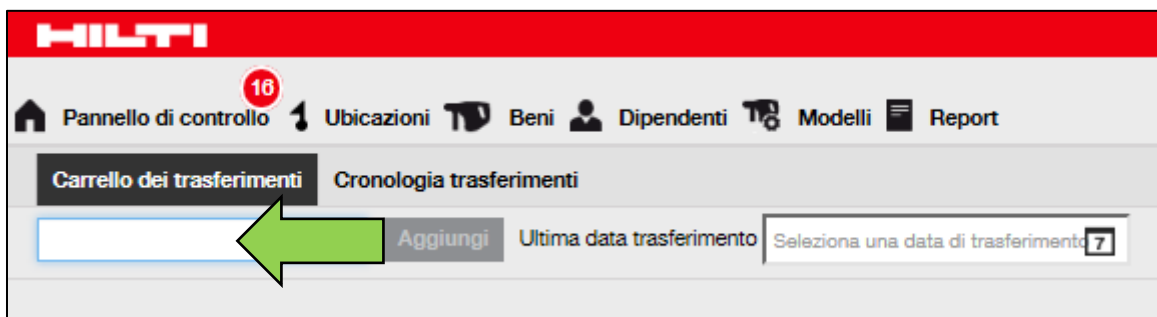 HILTI
16
Pannello di controllo Ubicazioni Beni Dipendenti Modelli Report
Carrello dei trasferimenti Cronologia trasferimenti
Aggiungi Ultima data trasferimento Seleziona una data di trasferimento 7